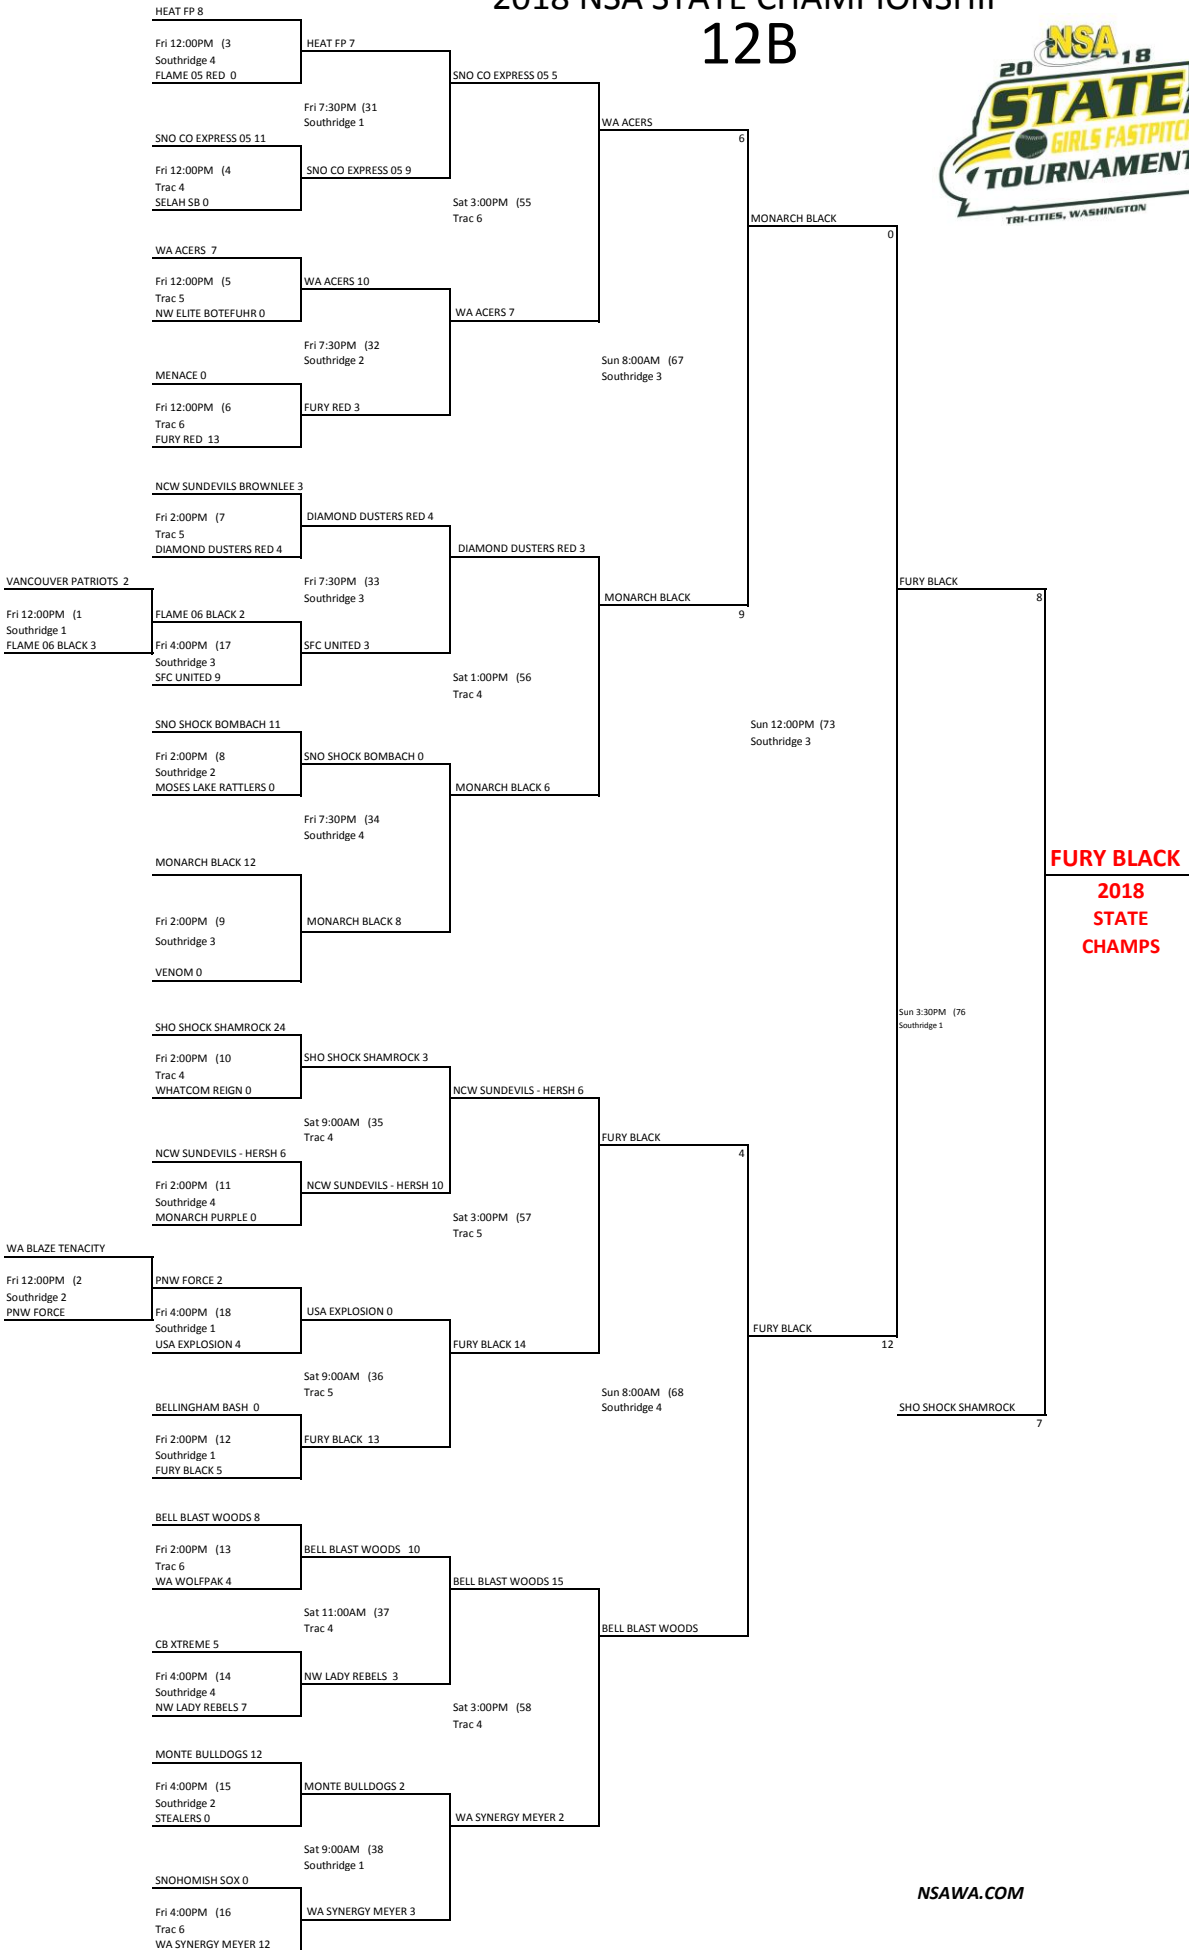 2018 NSA STATE CHAMPIONSHIP
12B
NSA
20 18
STATE
GIRLS FASTPITCH
TOURNAMENT
TRI-CITIES, WASHINGTON
HEAT FP 8
Fri 12:00PM (3
Southridge 4
FLAME 05 RED 0
HEAT FP 7
Fri 7:30PM (31
Southridge 1
SNO CO EXPRESS 05 11
Fri 12:00PM (4
Trac 4
SELAH SB 0
SNO CO EXPRESS 05 9
SNO CO EXPRESS 05 5
Sat 3:00PM (55
Trac 6
WA ACERS
6
WA ACERS 7
Fri 12:00PM (5
Trac 5
NW ELITE BOTEFUHR 0
WA ACERS 10
Fri 7:30PM (32
Southridge 2
WA ACERS 7
MENACE 0
Fri 12:00PM (6
Trac 6
FURY RED 13
FURY RED 3
Sun 8:00AM (67
Southridge 3
MONARCH BLACK
0
NCW SUNDEVILS BROWNLEE 3
Fri 2:00PM (7
Trac 5
DIAMOND DUSTERS RED 4
DIAMOND DUSTERS RED 4
Fri 7:30PM (33
Southridge 3
DIAMOND DUSTERS RED 3
VANCOUVER PATRIOTS 2
Fri 12:00PM (1
Southridge 1
FLAME 06 BLACK 3
FLAME 06 BLACK 2
Fri 4:00PM (17
Southridge 3
SFC UNITED 9
SFC UNITED 3
Sat 1:00PM (56
Trac 4
MONARCH BLACK
9
SNO SHOCK BOMBACH 11
Fri 2:00PM (8
Southridge 2
MOSES LAKE RATTLERS 0
SNO SHOCK BOMBACH 0
Fri 7:30PM (34
Southridge 4
MONARCH BLACK 6
MONARCH BLACK 12
Fri 2:00PM (9
Southridge 3
VENOM 0
MONARCH BLACK 8
Sun 12:00PM (73
Southridge 3
FURY BLACK
8
FURY BLACK
2018
STATE
CHAMPS
Sun 3:30PM (76
Southridge 1
SHO SHOCK SHAMROCK 24
Fri 2:00PM (10
Trac 4
WHATCOM REIGN 0
SHO SHOCK SHAMROCK 3
Sat 9:00AM (35
Trac 4
NCW SUNDEVILS - HERSH 6
NCW SUNDEVILS - HERSH 6
Fri 2:00PM (11
Southridge 4
MONARCH PURPLE 0
NCW SUNDEVILS - HERSH 10
Sat 3:00PM (57
Trac 5
FURY BLACK
4
WA BLAZE TENACITY
Fri 12:00PM (2
Southridge 2
PNW FORCE
PNW FORCE 2
Fri 4:00PM (18
Southridge 1
USA EXPLOSION 4
USA EXPLOSION 0
Sat 9:00AM (36
Trac 5
FURY BLACK 14
BELLINGHAM BASH 0
Fri 2:00PM (12
Southridge 1
FURY BLACK 5
FURY BLACK 13
Sun 8:00AM (68
Southridge 4
FURY BLACK
12
SHO SHOCK SHAMROCK
7
BELL BLAST WOODS 8
Fri 2:00PM (13
Trac 6
WA WOLFPAK 4
BELL BLAST WOODS 10
Sat 11:00AM (37
Trac 4
BELL BLAST WOODS 15
CB XTREME 5
Fri 4:00PM (14
Southridge 4
NW LADY REBELS 7
NW LADY REBELS 3
Sat 3:00PM (58
Trac 4
BELL BLAST WOODS
MONTE BULLDOGS 12
Fri 4:00PM (15
Southridge 2
STEALERS 0
MONTE BULLDOGS 2
Sat 9:00AM (38
Southridge 1
WA SYNERGY MEYER 2
SNOHOMISH SOX 0
Fri 4:00PM (16
Trac 6
WA SYNERGY MEYER 12
WA SYNERGY MEYER 3
NSAWA.COM